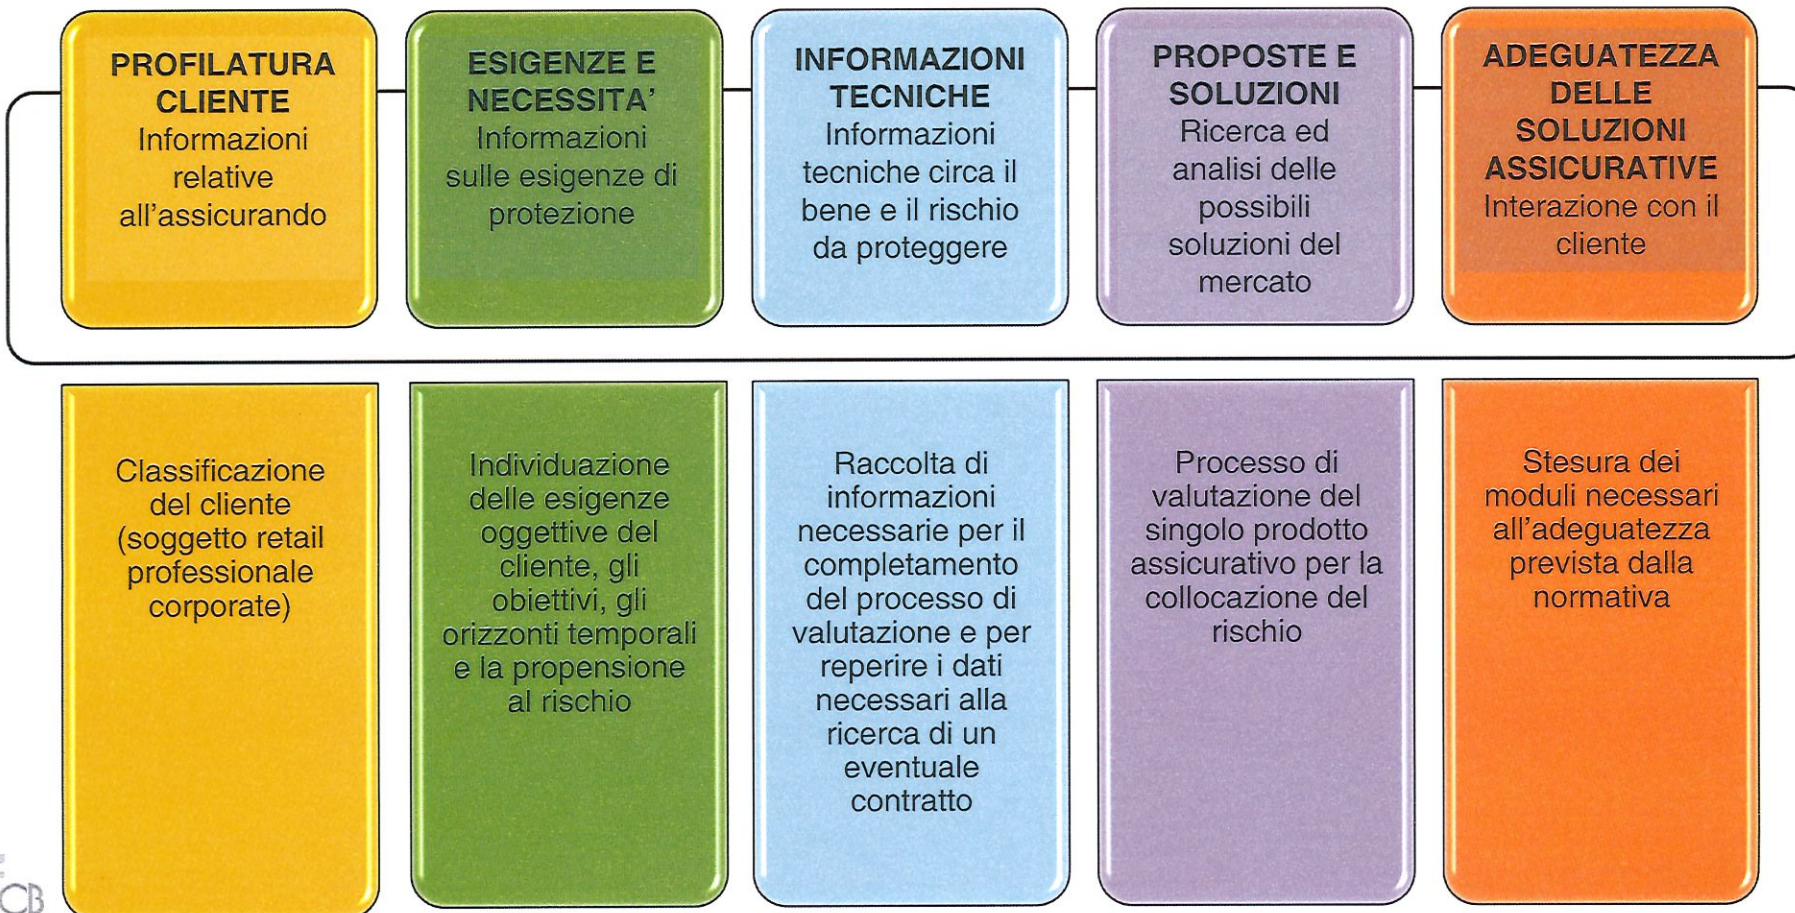 PROFILATURA
CLIENTE
Informazioni
relative
all'assicurando
ESIGENZE E
NECESSITA'
Informazioni
sulle esigenze di
protezione
INFORMAZIONI
TECNICHE
Informazioni
tecniche circa il
bene e il rischio
da proteggere
PROPOSTE E
SOLUZIONI
Ricerca ed
analisi delle
possibili
soluzioni del
mercato
ADEGUATEZZA
DELLE
SOLUZIONI
ASSICURATIVE
Interazione con il
cliente
Classificazione
del cliente
(soggetto retail
professionale
corporate)
Individuazione
delle esigenze
oggettive del
cliente, gli
obiettivi, gli
orizzonti temporali
e la propensione
al rischio
Raccolta di
informazioni
necessarie per il
completamento
del processo di
valutazione e per
reperire i dati
necessari alla
ricerca di un
eventuale
contratto
Processo di
valutazione del
singolo prodotto
assicurativo per la
collocazione del
rischio
Stesura dei
moduli necessari
all'adeguatezza
prevista dalla
normativa
CB